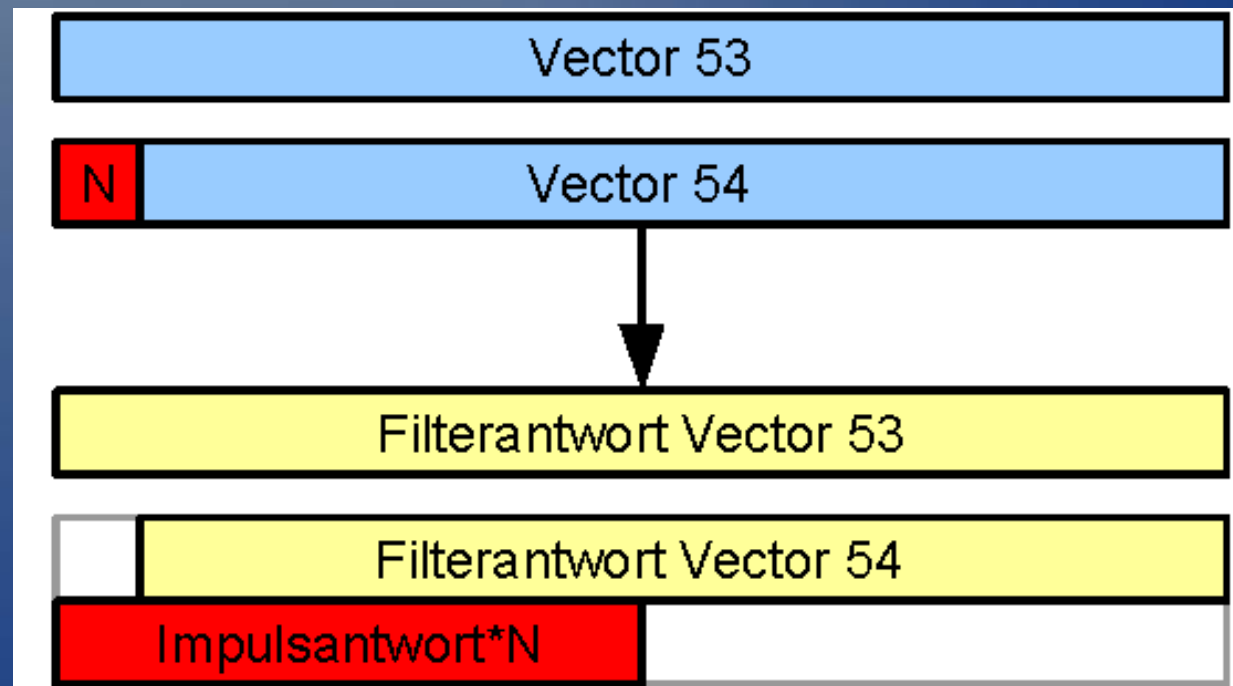 Vector 53
N Vector 54
Filterantwort Vector 53
Filterantwort Vector 54
Impulsantwort*N